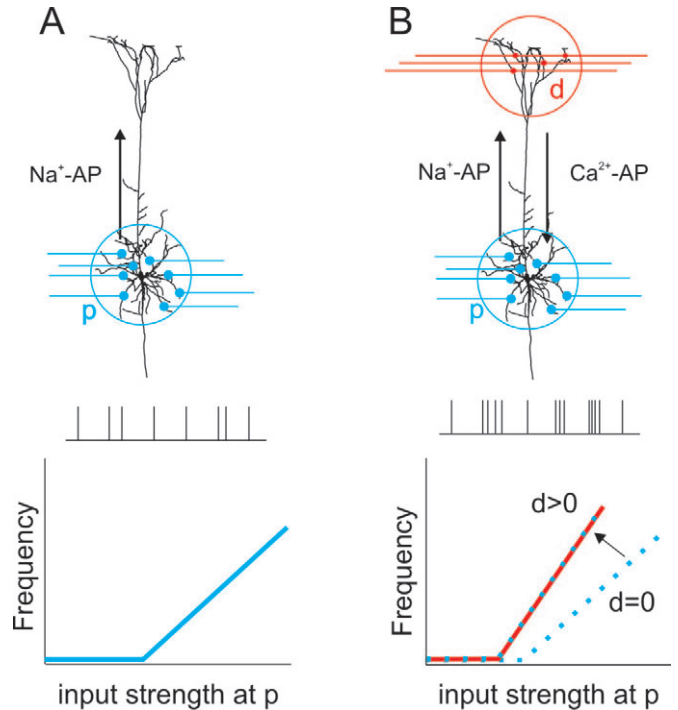 A
Na⁺-AP
p
Frequency
input strength at p
B
d
Na⁺-AP
Ca²⁺-AP
p
d>0
d=0
Frequency
input strength at p